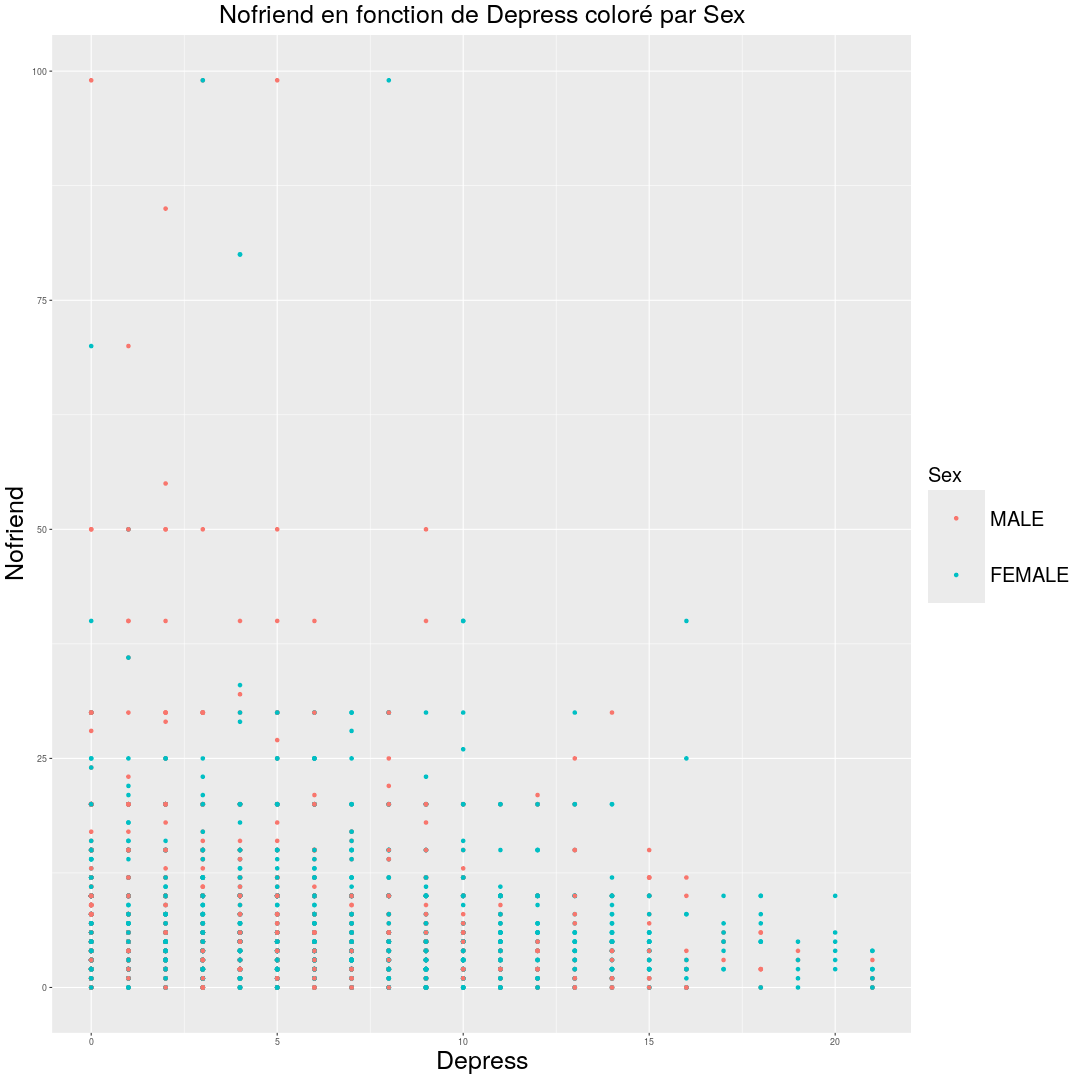 Nofriend en fonction de Depress coloré par Sex
100
75
50
25
0
Nofriend
0 5 10 15 20
Depress
Sex
MALE
FEMALE